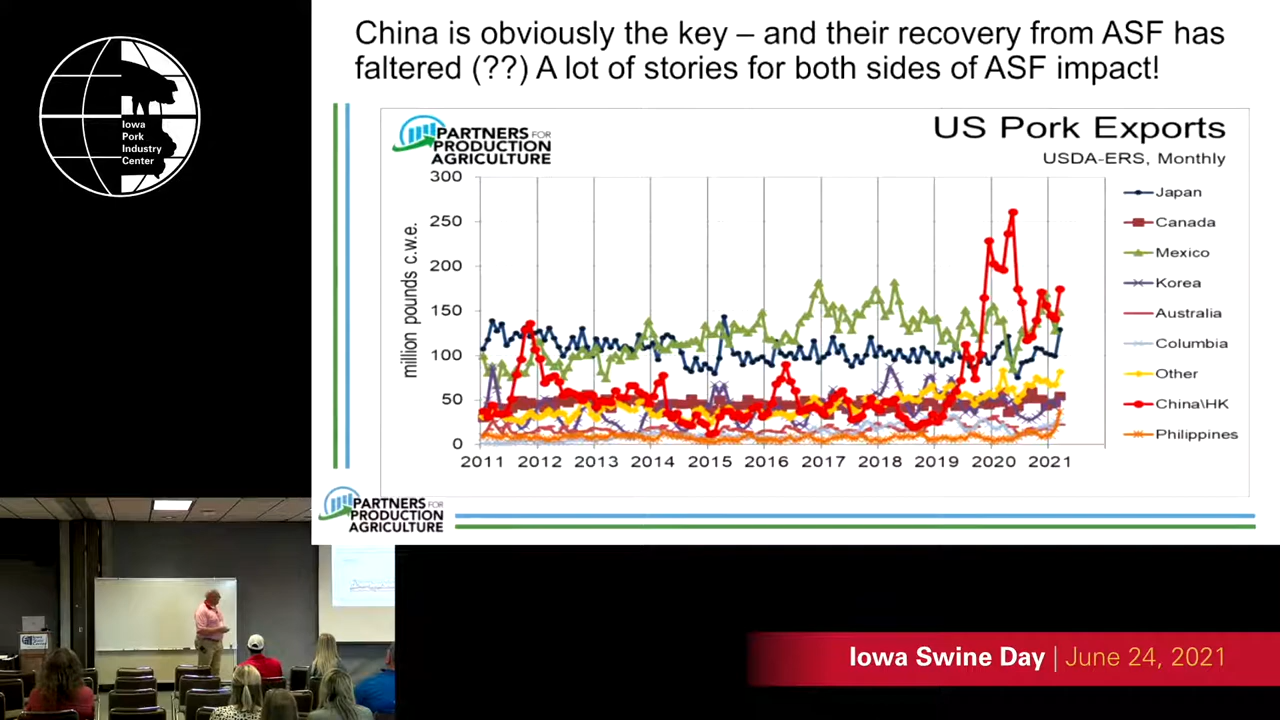 China is obviously the key – and their recovery from ASF has
faltered (??) A lot of stories for both sides of ASF impact!
Iowa
Pork
Industry
Center
PARTNERS FOR
PRODUCTION
AGRICULTURE
US Pork Exports
USDA-ERS, Monthly
million pounds c.w.e.
300
250
200
150
100
50
0
2011 2012 2013 2014 2015 2016 2017 2018 2019 2020 2021
Japan
Canada
Mexico
Korea
Australia
Columbia
Other
China\HK
Philippines
PARTNERS FOR
PRODUCTION
AGRICULTURE
Iowa Swine Day | June 24, 2021